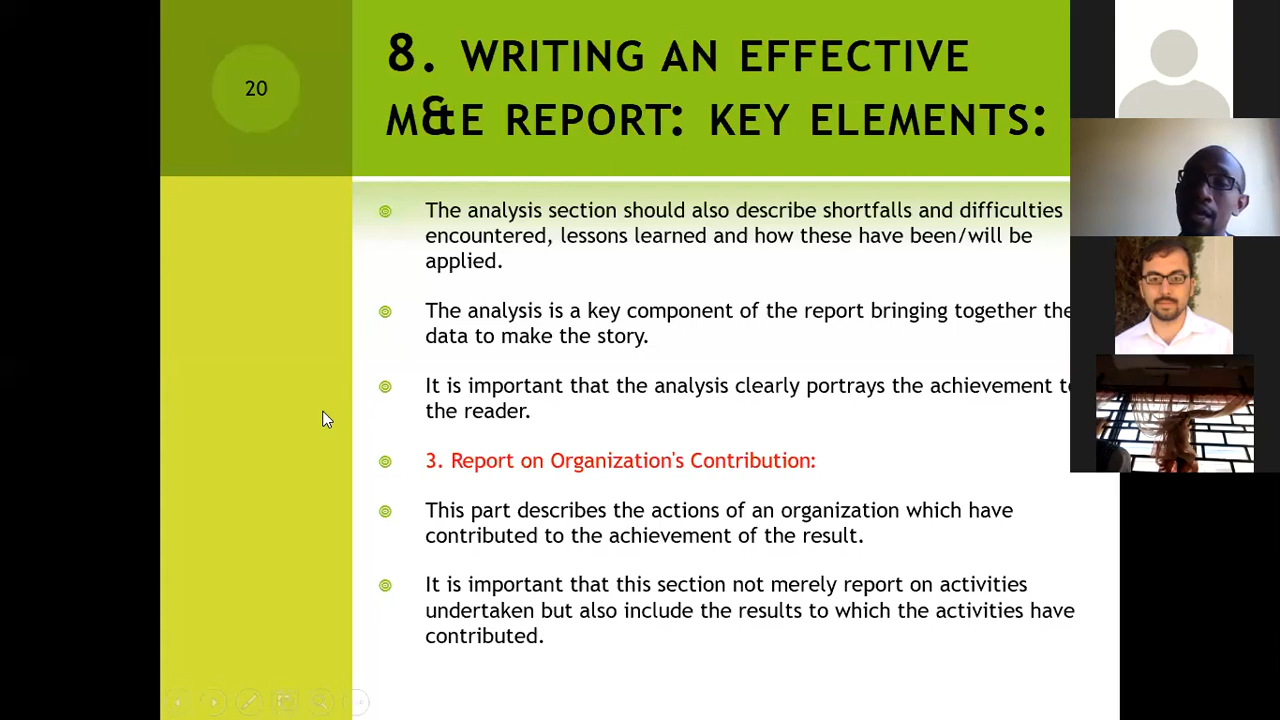 20
8. WRITING AN EFFECTIVE
M&E REPORT: KEY ELEMENTS:
The analysis section should also describe shortfalls and difficulties
encountered, lessons learned and how these have been/will be
applied.
The analysis is a key component of the report bringing together the
data to make the story.
It is important that the analysis clearly portrays the achievement to
the reader.
3. Report on Organization's Contribution:
This part describes the actions of an organization which have
contributed to the achievement of the result.
It is important that this section not merely report on activities
undertaken but also include the results to which the activities have
contributed.